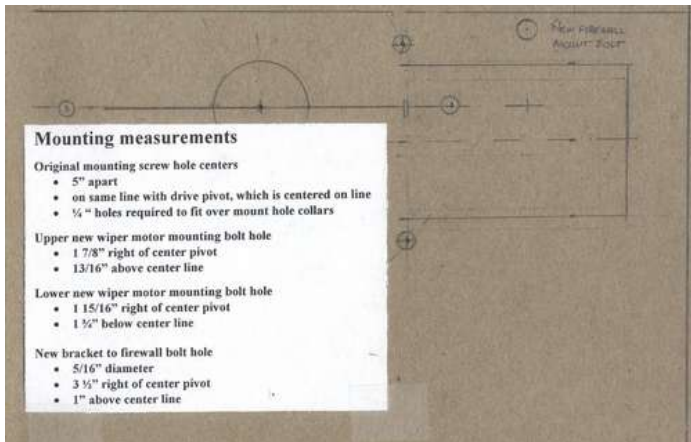 NEW FIREWALL
MOUNT BOLT
Mounting measurements
Original mounting screw hole centers
• 5" apart
• on same line with drive pivot, which is centered on line
• ¼ " holes required to fit over mount hole collars
Upper new wiper motor mounting bolt hole
• 1 7/8" right of center pivot
• 13/16" above center line
Lower new wiper motor mounting bolt hole
• 1 15/16" right of center pivot
• 1 ¾" below center line
New bracket to firewall bolt hole
• 5/16" diameter
• 3 ½" right of center pivot
• 1" above center line